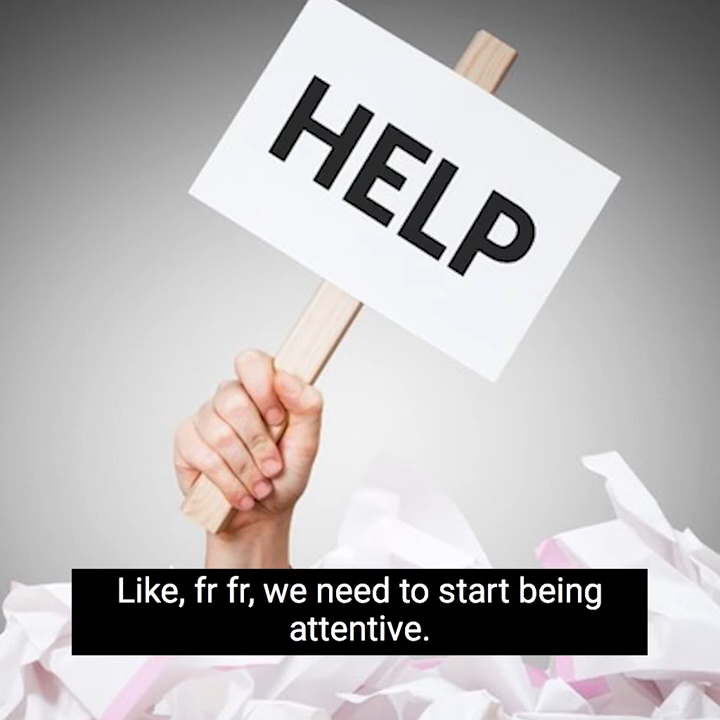 HELP
Like, fr fr, we need to start being
attentive.